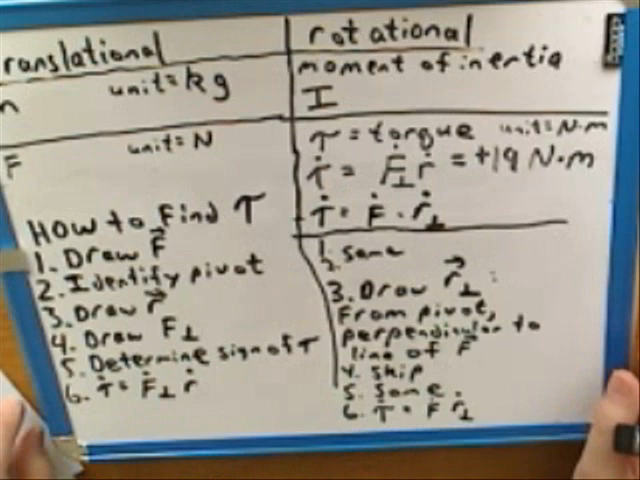 ranslational
m unit=kg
F unit=N
rotational
moment of inertia
I
τ = torque unit=N·m
τ = F⊥ r = +19 N·m
τ = F · r⊥
How to find τ
1. Draw F⃗
2. Identify pivot
3. Draw r⃗
4. Draw F⊥
5. Determine sign of τ
6. τ = F⊥ r
1.
2. same
3. Draw r⃗⊥
From pivot,
perpendicular to
line of F⃗
4. skip
5. Same
6. τ = F r⊥